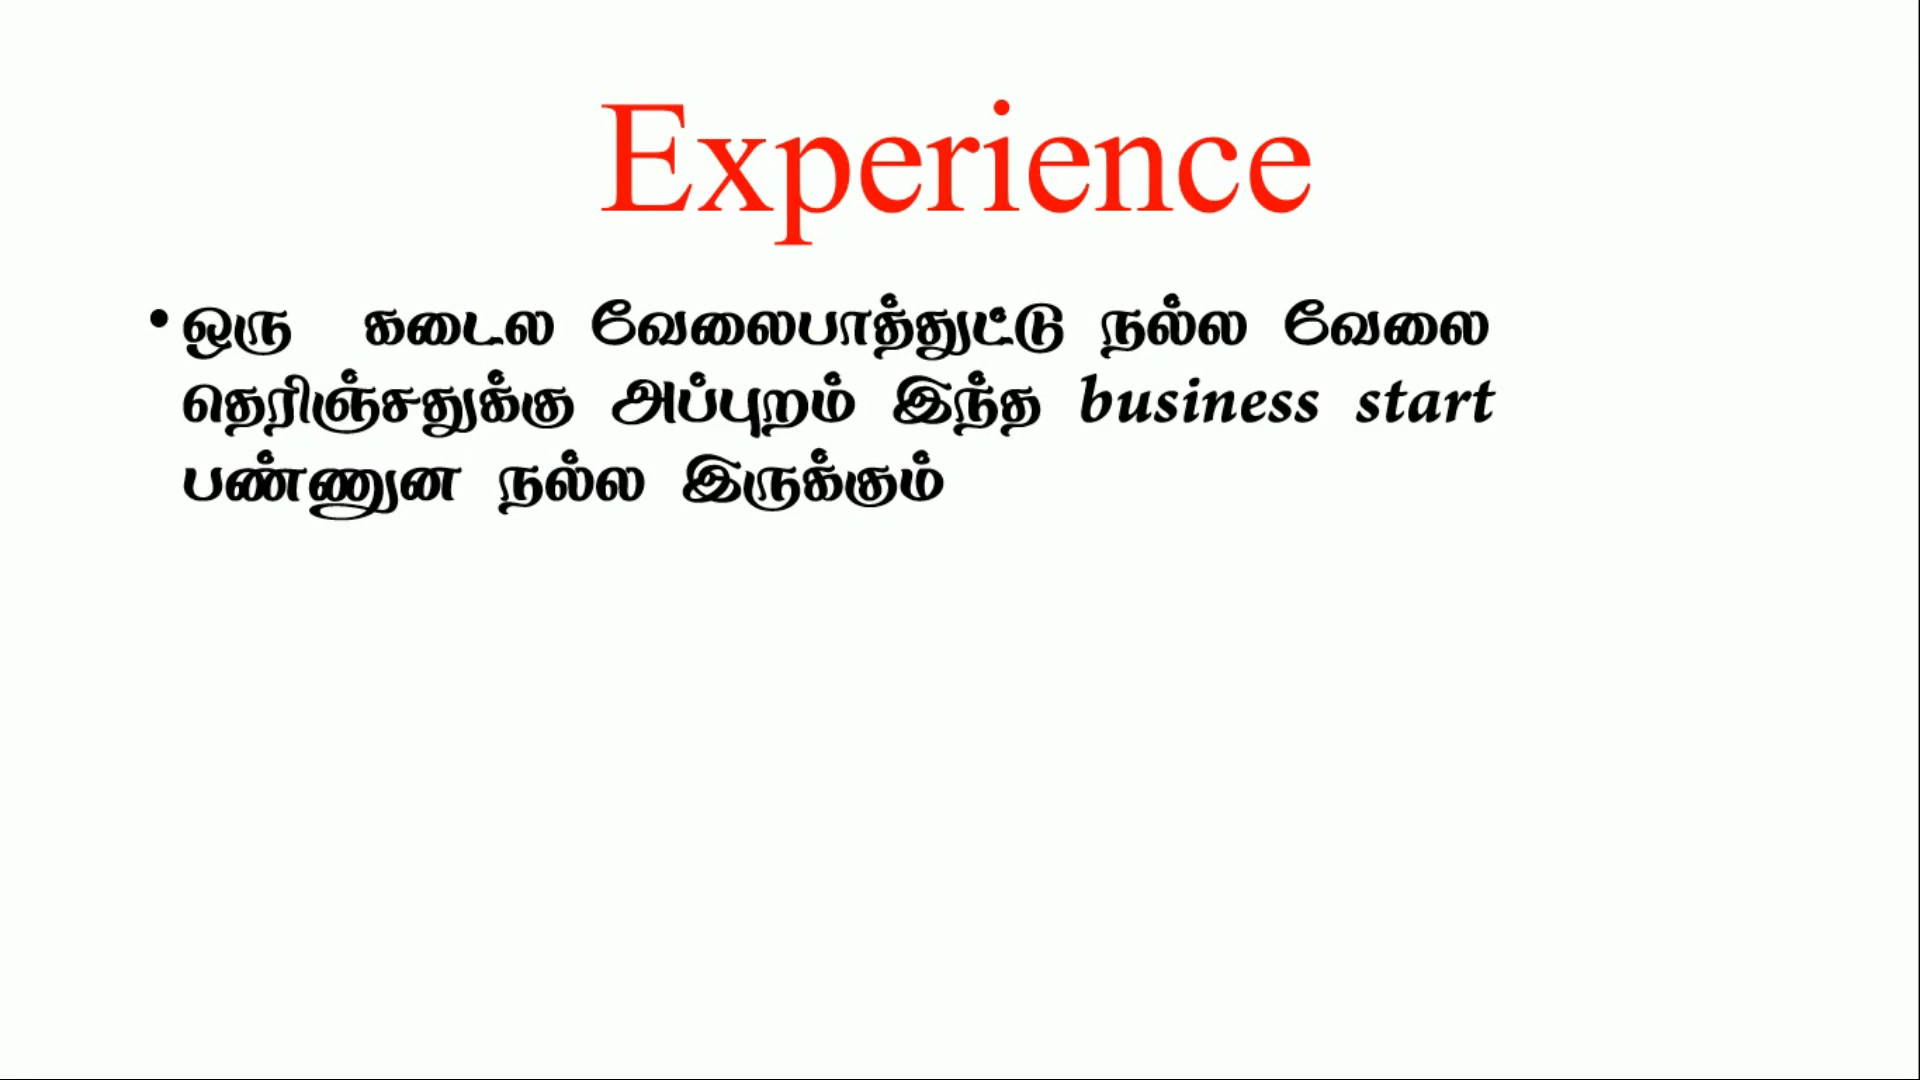 Experience
• ஒரு கடைல வேலைபாத்துட்டு நல்ல வேலை
தெரிஞ்சதுக்கு அப்புறம் இந்த business start
பண்ணுன நல்ல இருக்கும்